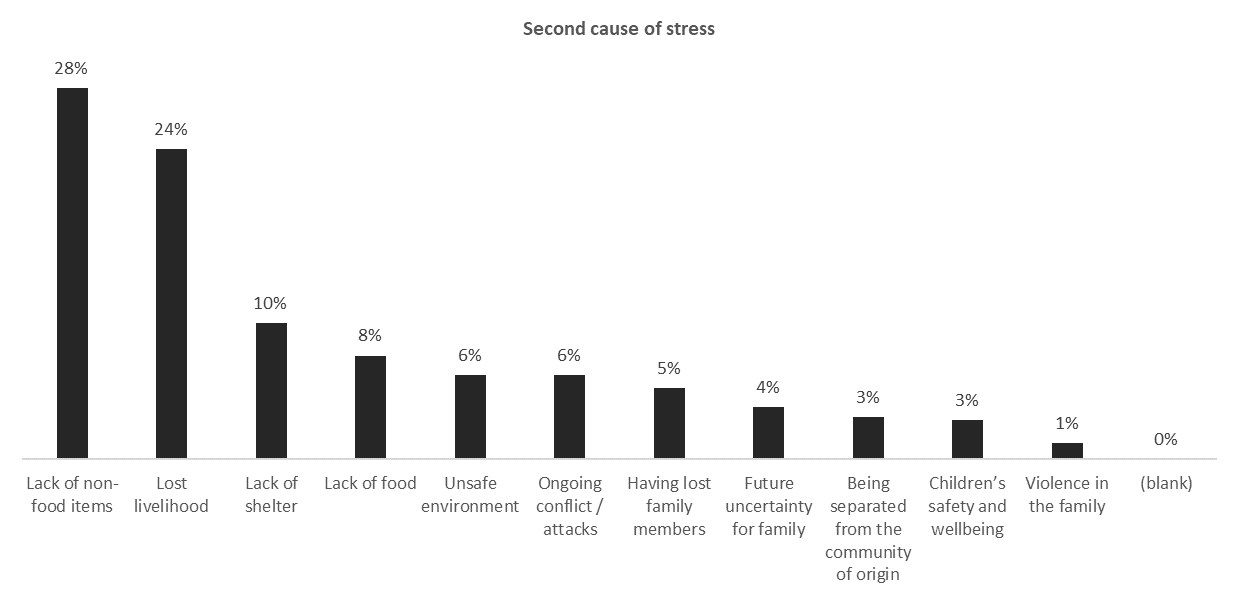 Second cause of stress
28%
24%
10%
8%
6%
6%
5%
4%
3%
3%
1%
0%
Lack of non-
food items
Lost
livelihood
Lack of
shelter
Lack of food
Unsafe
environment
Ongoing
conflict /
attacks
Having lost
family
members
Future
uncertainty
for family
Being
separated
from the
community
of origin
Children’s
safety and
wellbeing
Violence in
the family
(blank)